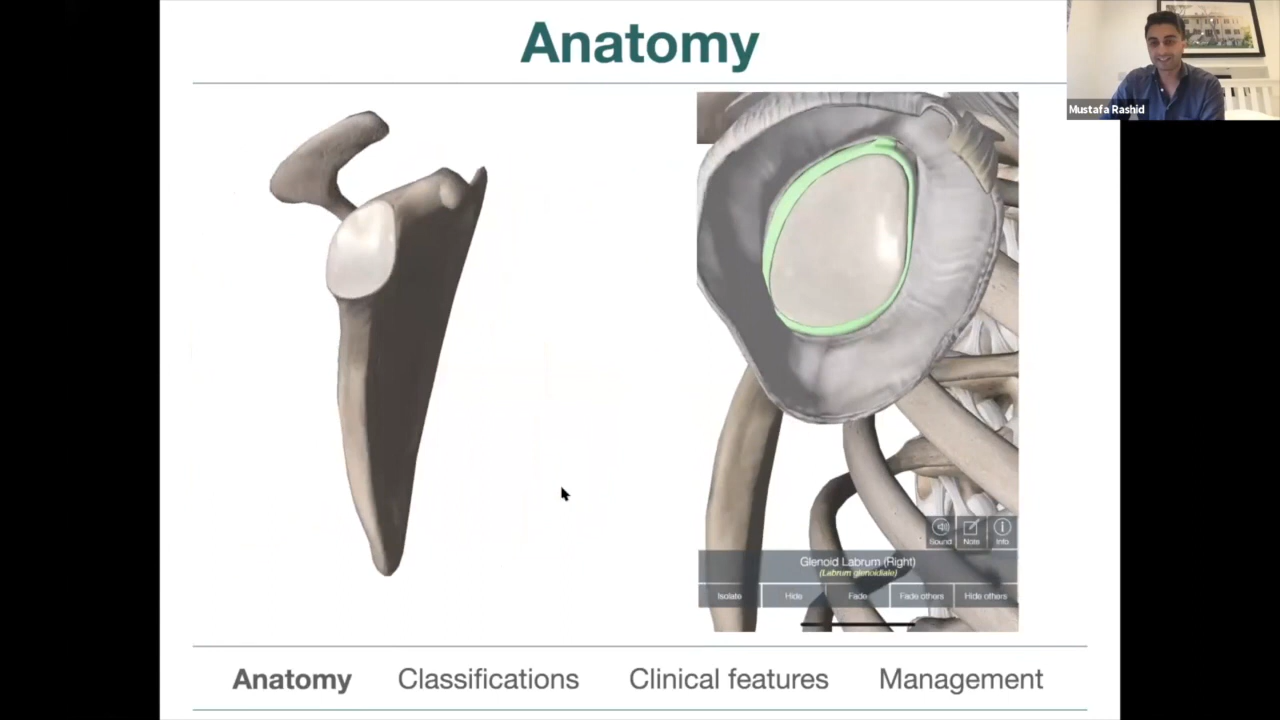 Anatomy
Mustafa Rashid
Sound Note Info
Glenoid Labrum (Right)
(Labrum glenoidiale)
Isolate Hide Fade Fade others Hide others
Anatomy Classifications Clinical features Management